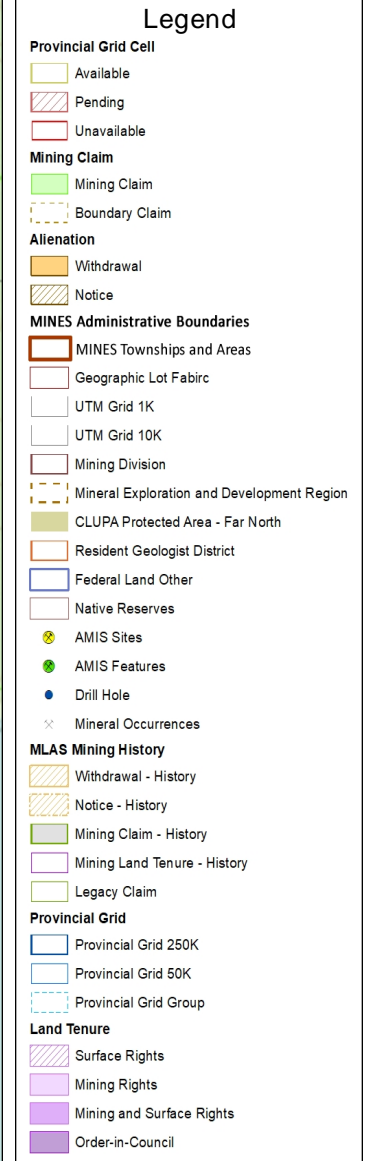 Legend
Provincial Grid Cell
Available
Pending
Unavailable
Mining Claim
Mining Claim
Boundary Claim
Alienation
Withdrawal
Notice
MINES Administrative Boundaries
MINES Townships and Areas
Geographic Lot Fabirc
UTM Grid 1K
UTM Grid 10K
Mining Division
Mineral Exploration and Development Region
CLUPA Protected Area - Far North
Resident Geologist District
Federal Land Other
Native Reserves
AMIS Sites
AMIS Features
Drill Hole
Mineral Occurrences
MLAS Mining History
Withdrawal - History
Notice - History
Mining Claim - History
Mining Land Tenure - History
Legacy Claim
Provincial Grid
Provincial Grid 250K
Provincial Grid 50K
Provincial Grid Group
Land Tenure
Surface Rights
Mining Rights
Mining and Surface Rights
Order-in-Council